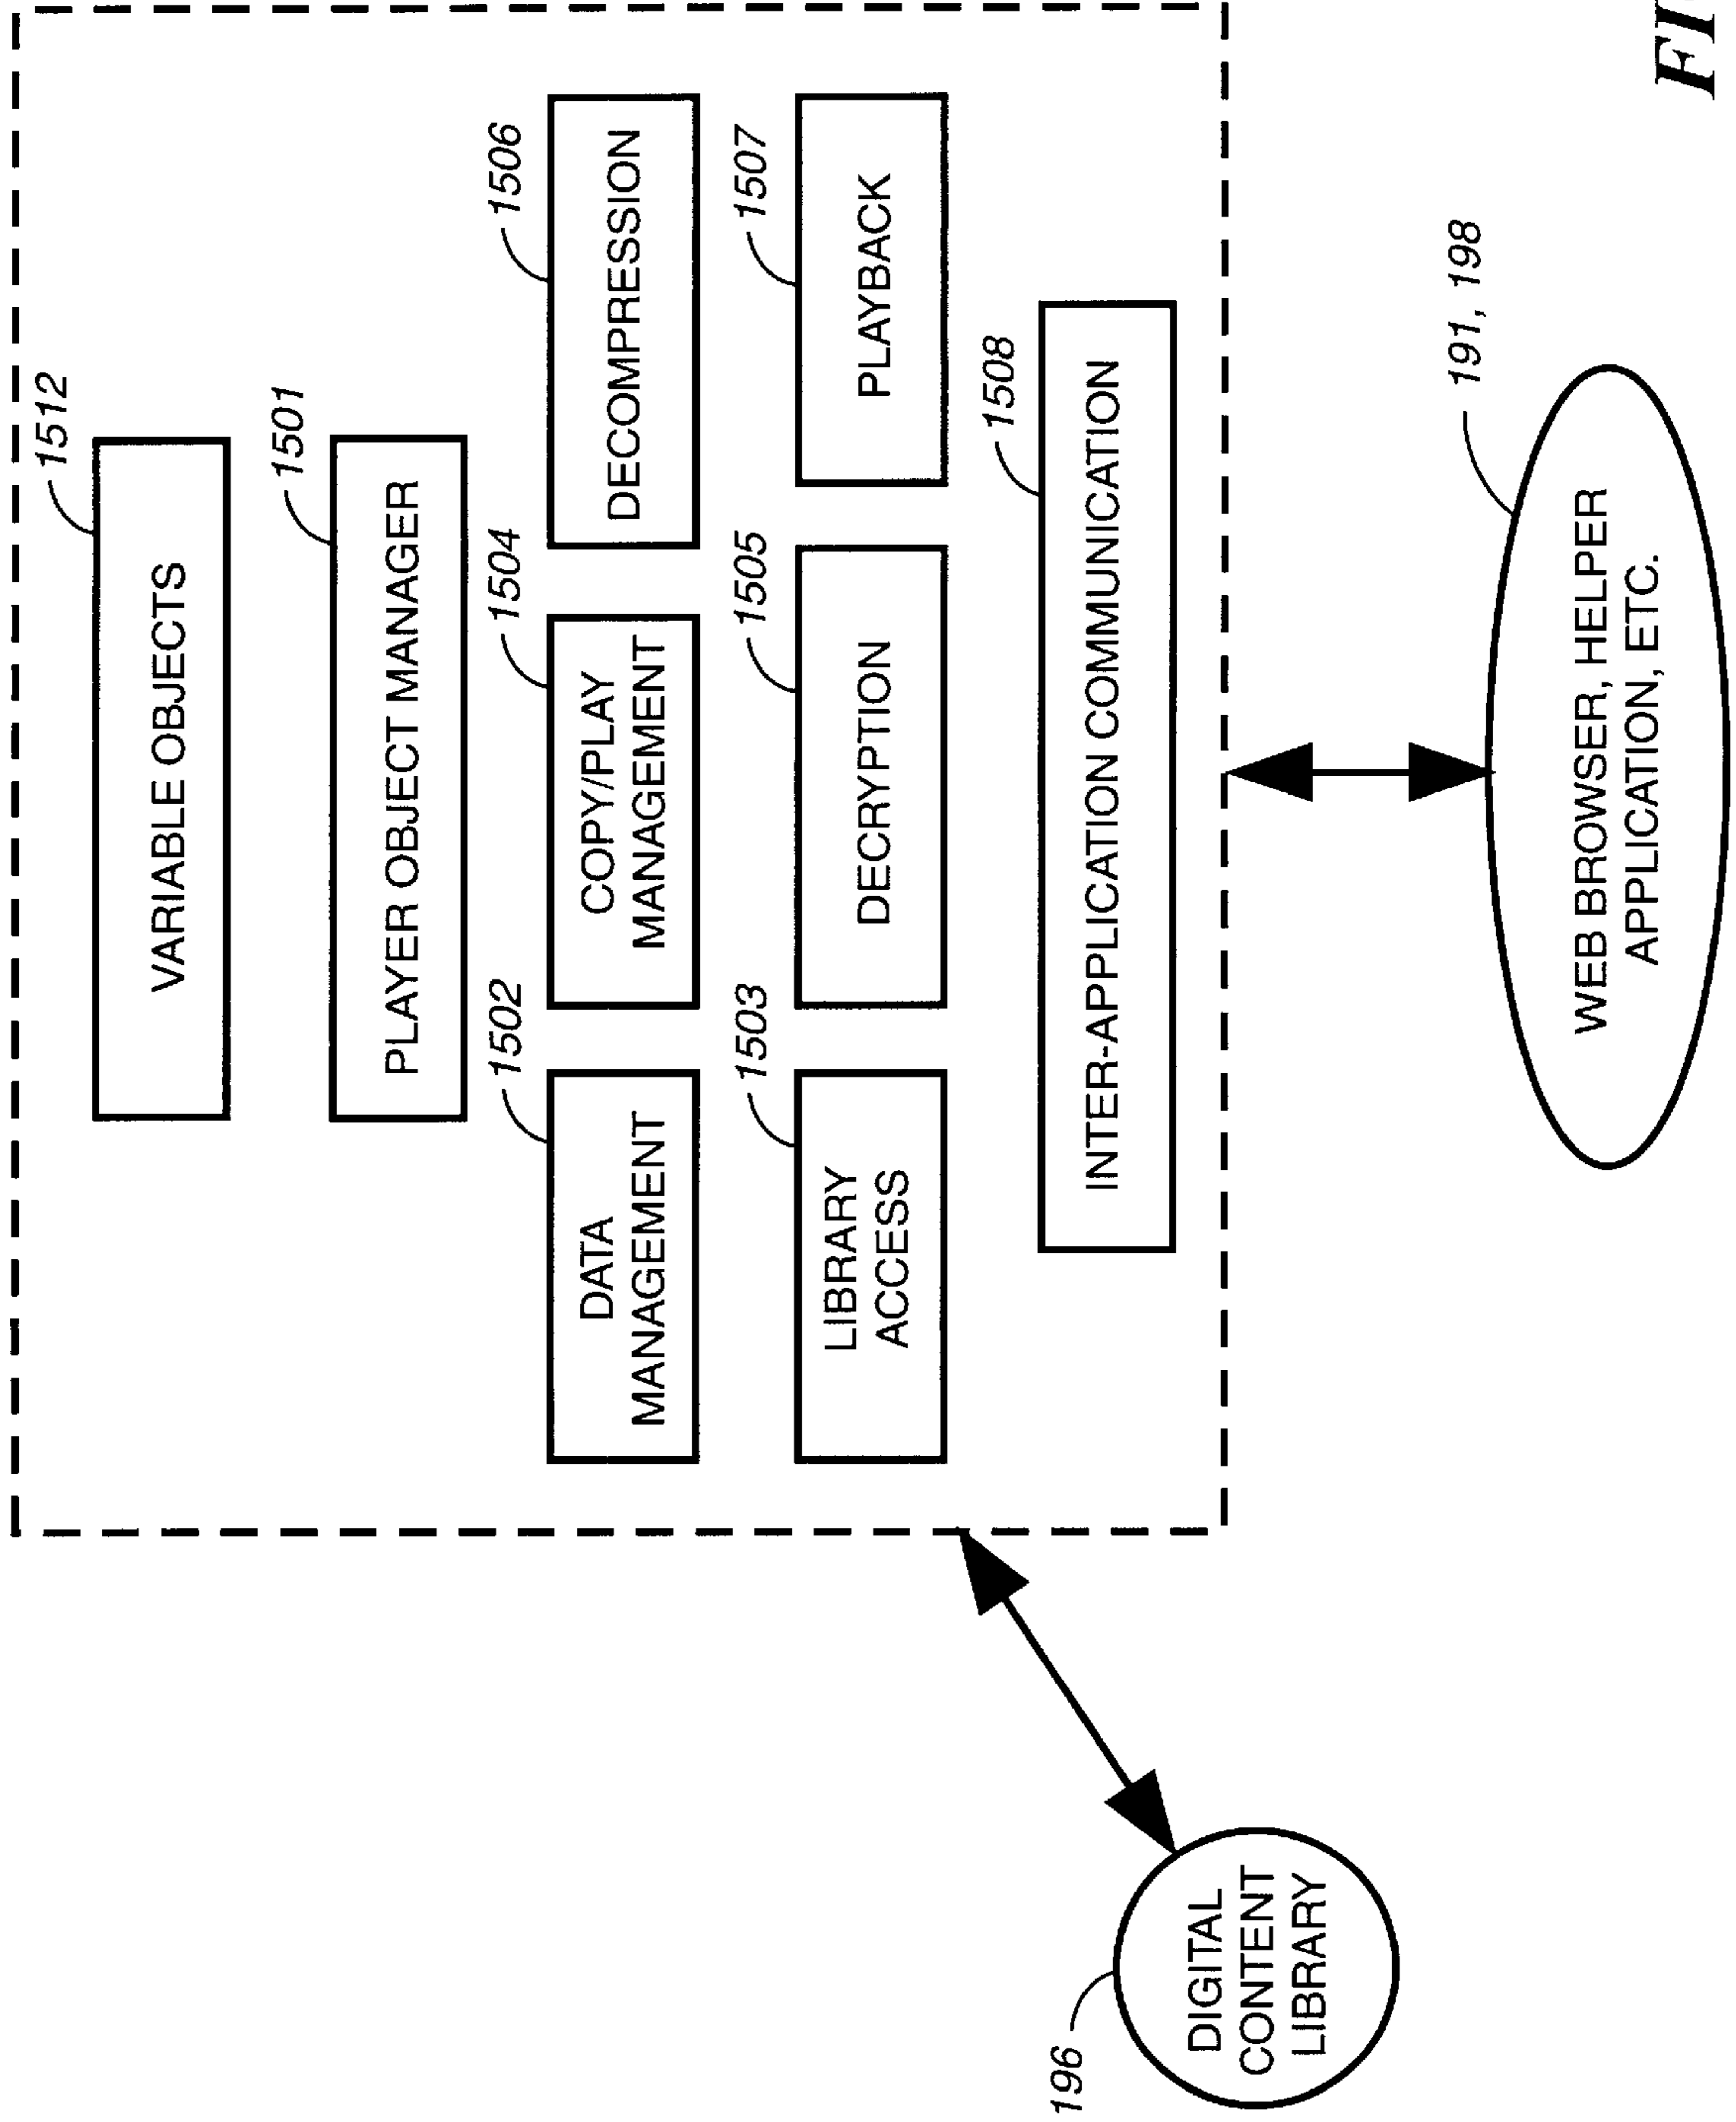 1512
VARIABLE OBJECTS
1501
PLAYER OBJECT MANAGER
1502
DATA
MANAGEMENT
1504
COPY/PLAY
MANAGEMENT
1506
DECOMPRESSION
1503
LIBRARY
ACCESS
1505
DECRYPTION
1507
PLAYBACK
1508
INTER-APPLICATION COMMUNICATION
196
DIGITAL
CONTENT
LIBRARY
191, 198
WEB BROWSER, HELPER
APPLICATION, ETC.